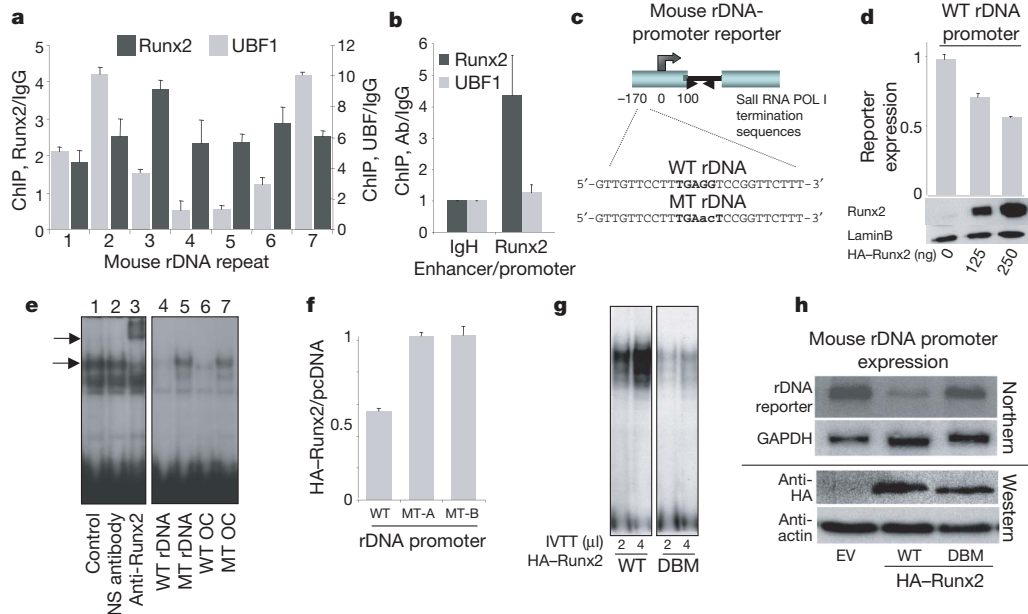 a
Runx2
UBF1
ChIP, Runx2/IgG
5
4
3
2
1
0
12
10
8
6
4
2
0
ChIP, UBF/IgG
1 2 3 4 5 6 7
Mouse rDNA repeat
b
Runx2
UBF1
ChIP, Ab/IgG
6
5
4
3
2
1
0
IgH Runx2
Enhancer/promoter
c
Mouse rDNA-
promoter reporter
−170 0 100
SalI RNA POL I
termination
sequences
WT rDNA
5′-GTTGTTCCTTTGAGGTCCGGTTCTTT-3′
MT rDNA
5′-GTTGTTCCTTTGAacTCCGGTTCTTT-3′
d
WT rDNA
promoter
Reporter
expression
1
0.5
0
Runx2
LaminB
HA–Runx2 (ng)
0 125 250
e
1 2 3 4 5 6 7
Control
NS antibody
Anti-Runx2
WT rDNA
MT rDNA
WT OC
MT OC
f
HA–Runx2/pcDNA
1
0.5
0
WT MT-A MT-B
rDNA promoter
g
IVTT (μl) 2 4 2 4
HA–Runx2
WT DBM
h
Mouse rDNA promoter
expression
rDNA
reporter
GAPDH
Northern
Anti-
HA
Anti-
actin
Western
EV WT DBM
HA–Runx2